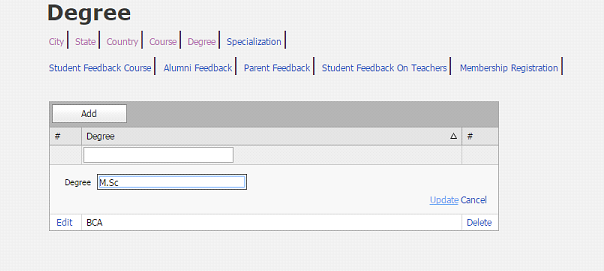 Degree
City State Country Course Degree Specialization
Student Feedback Course Alumni Feedback Parent Feedback Student Feedback On Teachers Membership Registration
Add
# Degree #
Degree M.Sc
Update Cancel
Edit BCA Delete